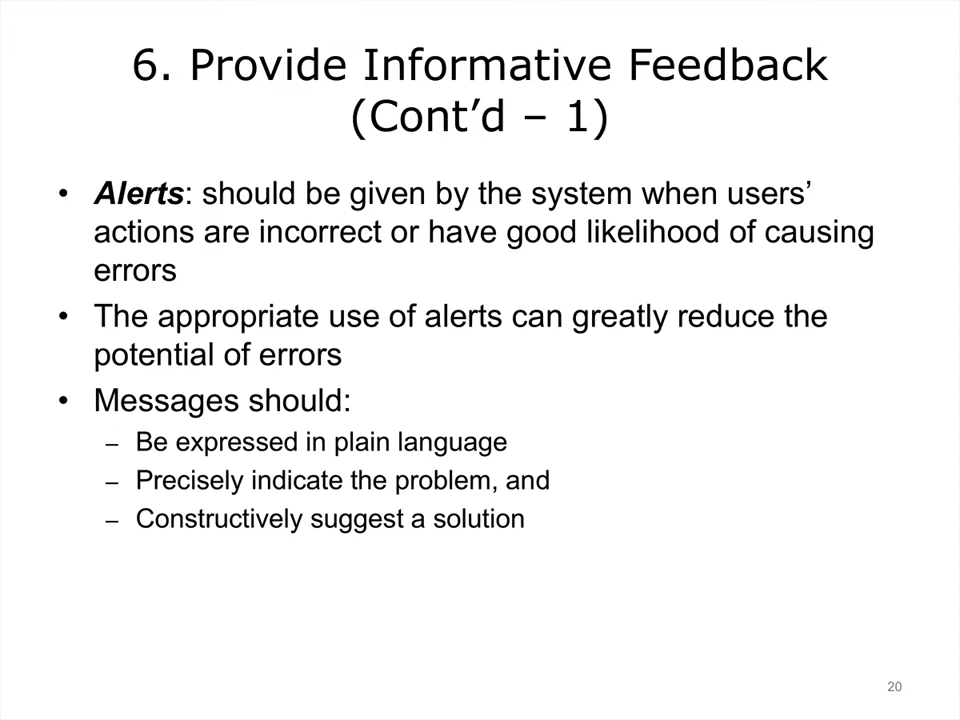 6. Provide Informative Feedback
(Cont’d – 1)
• Alerts: should be given by the system when users’
actions are incorrect or have good likelihood of causing
errors
• The appropriate use of alerts can greatly reduce the
potential of errors
• Messages should:
– Be expressed in plain language
– Precisely indicate the problem, and
– Constructively suggest a solution
20